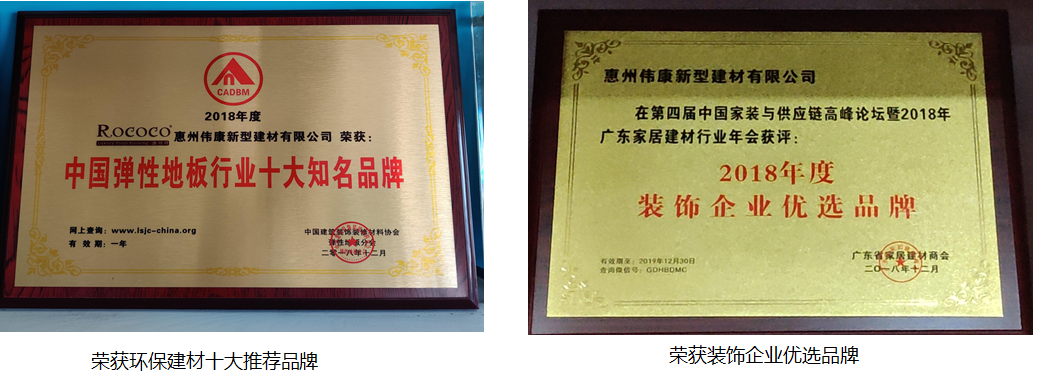 CADBM
2018年度
ROCOCO® 惠州伟康新型建材有限公司 荣获：
中国弹性地板行业十大知名品牌
网上查询：www.lsjc-china.org
有 效 期：一年
中国建筑装饰装修材料协会
弹性地板分会
二零一八年十二月
荣获环保建材十大推荐品牌
惠州伟康新型建材有限公司
在第四届中国家装与供应链高峰论坛暨2018年
广东家居建材行业年会获评：
2018年度
装饰企业优选品牌
有效期至：2019年12月30日
查询微信号：GDHBDMC
广东省家居建材商会
二〇一八年十二月
荣获装饰企业优选品牌